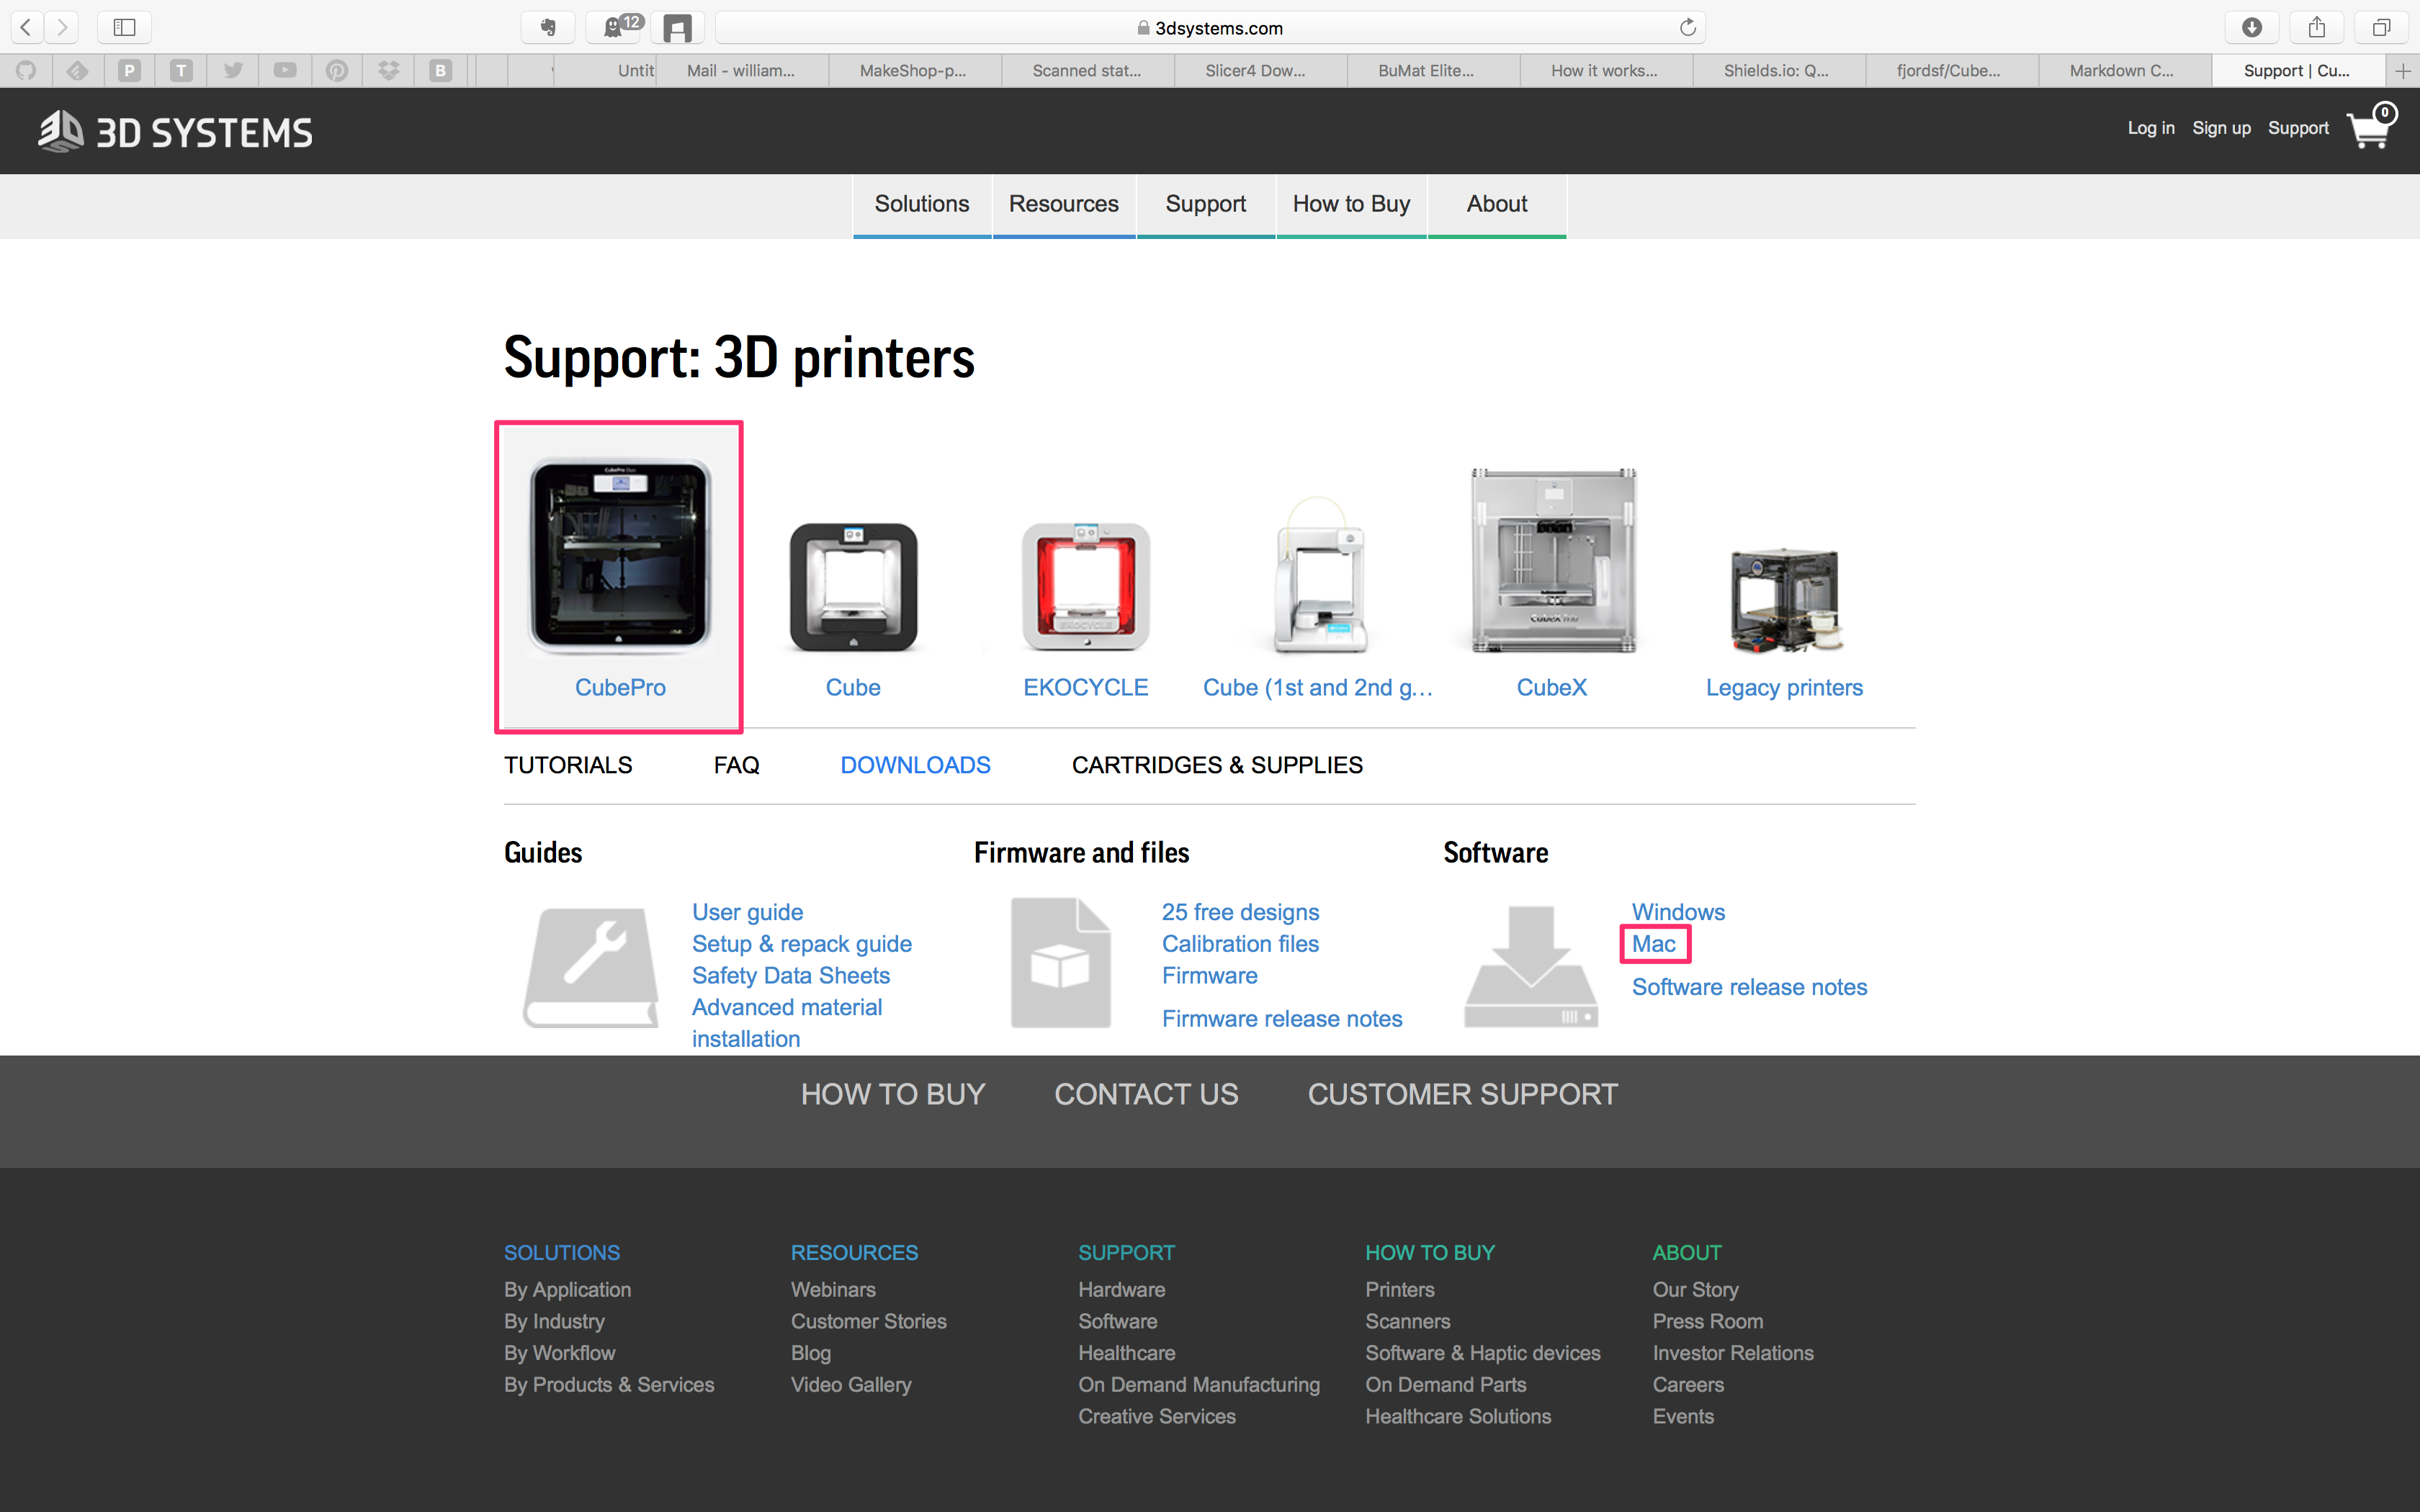 12
3dsystems.com
P
T
B
Untit
Mail - william...
MakeShop-p...
Scanned stat...
Slicer4 Dow...
BuMat Elite...
How it works...
Shields.io: Q...
fjordsf/Cube...
Markdown C...
Support | Cu...
3D SYSTEMS
Log in Sign up Support 0
Solutions Resources Support How to Buy About
Support: 3D printers
CubePro Duo
EKOCYCLE
CUBEX TRIO
CubePro Cube EKOCYCLE Cube (1st and 2nd g... CubeX Legacy printers
TUTORIALS FAQ DOWNLOADS CARTRIDGES & SUPPLIES
Guides
User guide
Setup & repack guide
Safety Data Sheets
Advanced material
installation
Firmware and files
25 free designs
Calibration files
Firmware
Firmware release notes
Software
Windows
Mac
Software release notes
HOW TO BUY CONTACT US CUSTOMER SUPPORT
SOLUTIONS
By Application
By Industry
By Workflow
By Products & Services
RESOURCES
Webinars
Customer Stories
Blog
Video Gallery
SUPPORT
Hardware
Software
Healthcare
On Demand Manufacturing
Creative Services
HOW TO BUY
Printers
Scanners
Software & Haptic devices
On Demand Parts
Healthcare Solutions
ABOUT
Our Story
Press Room
Investor Relations
Careers
Events